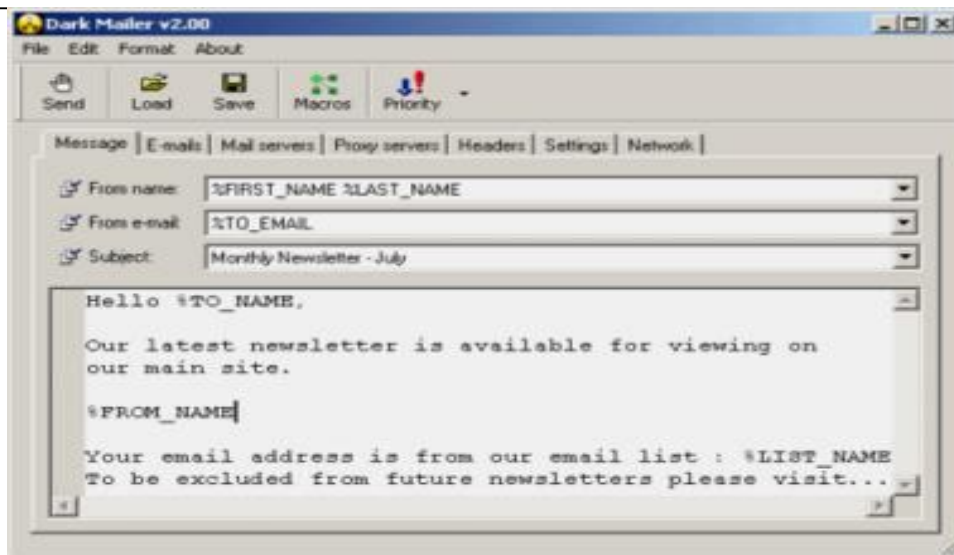 Dark Mailer v2.00
File Edit Format About
Send Load Save Macros Priority
Message E-mails Mail servers Proxy servers Headers Settings Network
From name: %FIRST_NAME %LAST_NAME
From e-mail: %TO_EMAIL
Subject: Monthly Newsletter - July
Hello %TO_NAME,
Our latest newsletter is available for viewing on
our main site.
%FROM_NAME
Your email address is from our email list : %LIST_NAME
To be excluded from future newsletters please visit...